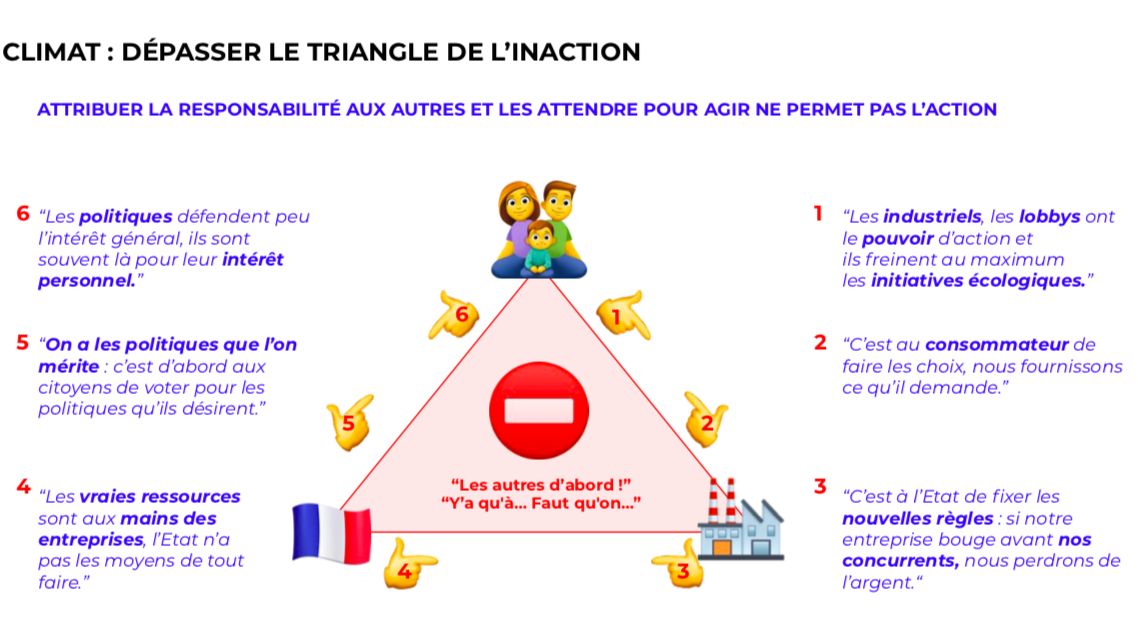 CLIMAT : DÉPASSER LE TRIANGLE DE L’INACTION
ATTRIBUER LA RESPONSABILITÉ AUX AUTRES ET LES ATTENDRE POUR AGIR NE PERMET PAS L’ACTION
6 “Les politiques défendent peu
l’intérêt général, ils sont
souvent là pour leur intérêt
personnel.”
5 “On a les politiques que l’on
mérite : c’est d’abord aux
citoyens de voter pour les
politiques qu’ils désirent.”
4 “Les vraies ressources
sont aux mains des
entreprises, l’Etat n’a
pas les moyens de tout
faire.”
6
1
5
2
“Les autres d’abord !”
“Y’a qu'à... Faut qu'on...”
4
3
1 “Les industriels, les lobbys ont
le pouvoir d’action et
ils freinent au maximum
les initiatives écologiques.”
2 “C’est au consommateur de
faire les choix, nous fournissons
ce qu’il demande.”
3 “C’est à l’Etat de fixer les
nouvelles règles : si notre
entreprise bouge avant nos
concurrents, nous perdrons de
l’argent.“